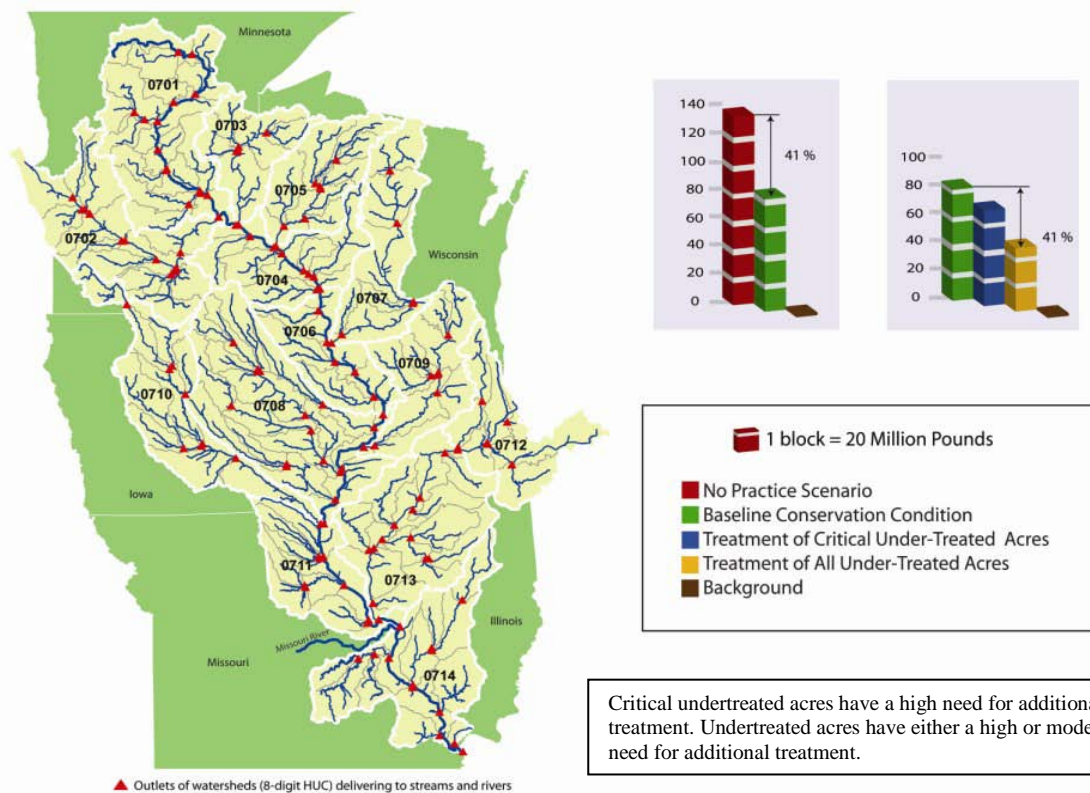 Minnesota
0701
0703
0705
0702
Wisconsin
0704
0707
0706
0709
0710
0708
0712
Iowa
0711
0713
Illinois
Missouri River
Missouri
0714
▲ Outlets of watersheds (8-digit HUC) delivering to streams and rivers
140
120
100
80
60
40
20
0
41 %
100
80
60
40
20
0
41 %
1 block = 20 Million Pounds
No Practice Scenario
Baseline Conservation Condition
Treatment of Critical Under-Treated Acres
Treatment of All Under-Treated Acres
Background
Critical undertreated acres have a high need for additiona
treatment. Undertreated acres have either a high or mode
need for additional treatment.